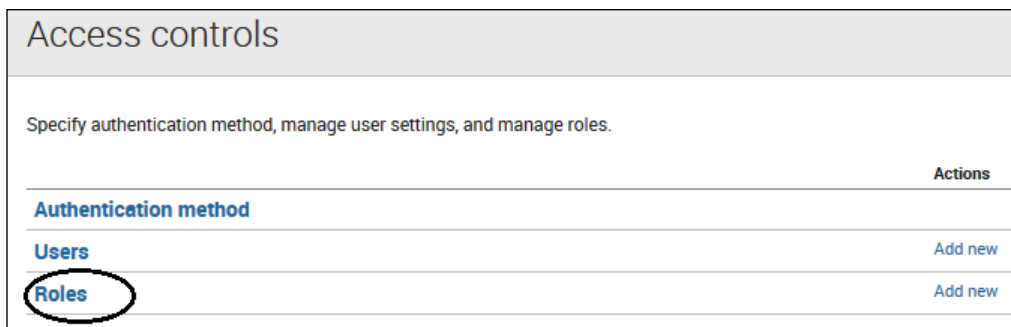 Access controls
Specify authentication method, manage user settings, and manage roles.
Actions
Authentication method
Users Add new
Roles Add new